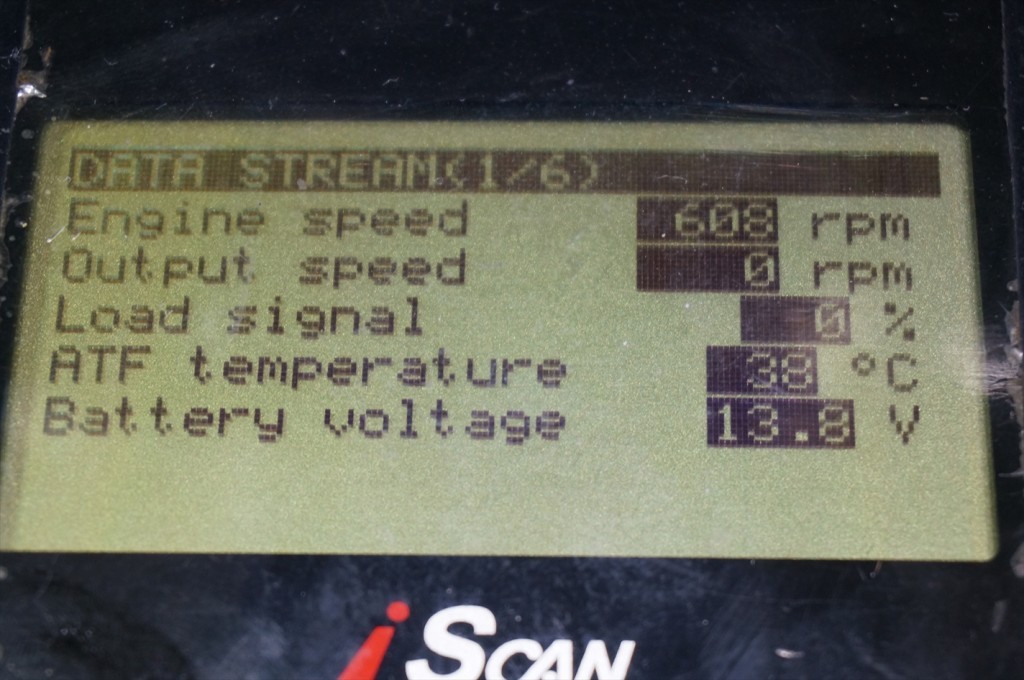 DATA STREAM(1/6)
Engine speed 608 rpm
Output speed 0 rpm
Load signal 0 %
ATF temperature 38 °C
Battery voltage 13.8 V
iSCAN